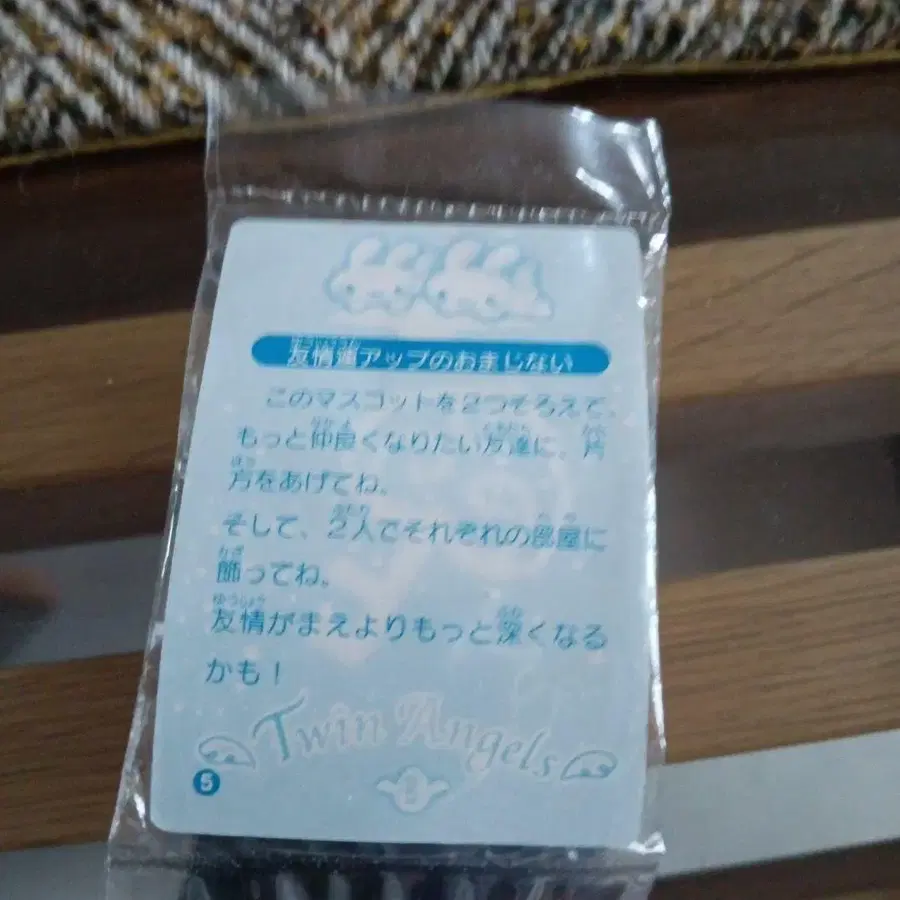 友情運アップのおまじない
このマスコットを2つそろえて、
もっと仲良くなりたい友達に、片
方をあげてね。
そして、2人でそれぞれの部屋に
飾ってね。
友情がまえよりもっと深くなる
かも!
Twin Angels
5